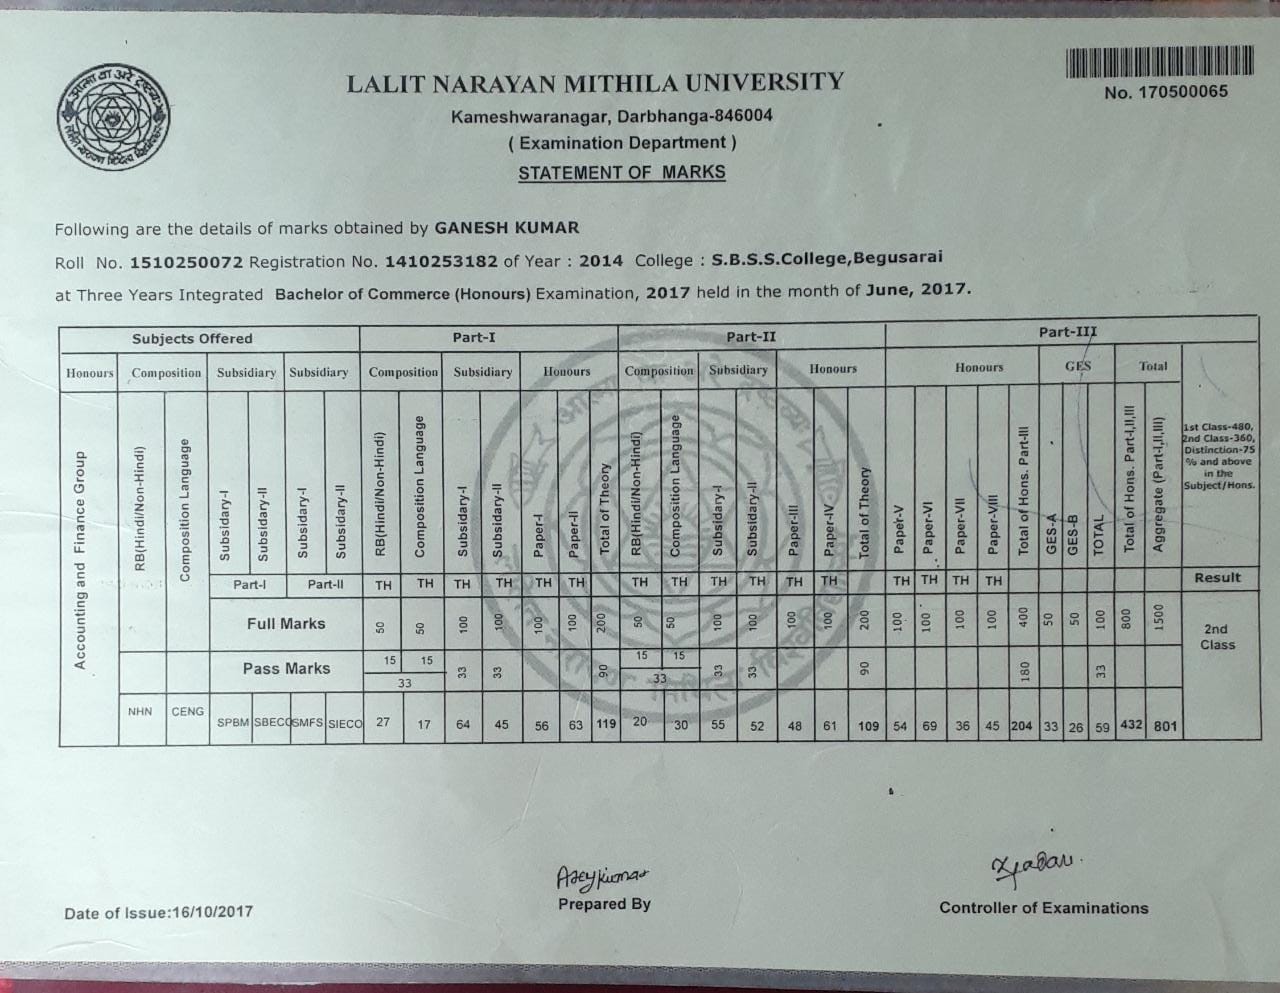 LALIT NARAYAN MITHILA UNIVERSITY
No. 170500065
Kameshwaranagar, Darbhanga-846004
( Examination Department )
STATEMENT OF MARKS
Following are the details of marks obtained by GANESH KUMAR
Roll No. 1510250072 Registration No. 1410253182 of Year : 2014 College : S.B.S.S.College,Begusarai
at Three Years Integrated Bachelor of Commerce (Honours) Examination, 2017 held in the month of June, 2017.
Subjects Offered Part-I Part-II Part-III
Honours Composition Subsidiary Subsidiary Composition Subsidiary Honours Composition Subsidiary Honours Honours GES Total
Accounting and Finance Group
RB(Hindi/Non-Hindi)
Composition Language
Subsidary-I
Subsidary-II
Subsidary-I
Subsidary-II
RB(Hindi/Non-Hindi)
Composition Language
Subsidary-I
Subsidary-II
Paper-I
Paper-II
Total of Theory
RB(Hindi/Non-Hindi)
Composition Language
Subsidary-I
Subsidary-II
Paper-III
Paper-IV
Total of Theory
Paper-V
Paper-VI
Paper-VII
Paper-VIII
Total of Hons. Part-III
GES-A
GES-B
TOTAL
Total of Hons. Part-I,II,III
Aggregate (Part-I,II,III)
1st Class-480,
2nd Class-360,
Distinction-75
% and above
in the
Subject/Hons.
Part-I Part-II TH TH TH TH TH TH TH TH TH TH TH TH TH TH TH TH Result
Full Marks 50 50 100 100 100 100 200 50 50 100 100 100 100 200 100 100 100 100 400 50 50 100 800 1500
2nd
Class
Pass Marks 15 15 33 33 33 90 15 15 33 33 33 90 180 33
NHN CENG SPBM SBECO SMFS SIECO 27 17 64 45 56 63 119 20 30 55 52 48 61 109 54 69 36 45 204 33 26 59 432 801
Prepared By
Controller of Examinations
Date of Issue:16/10/2017